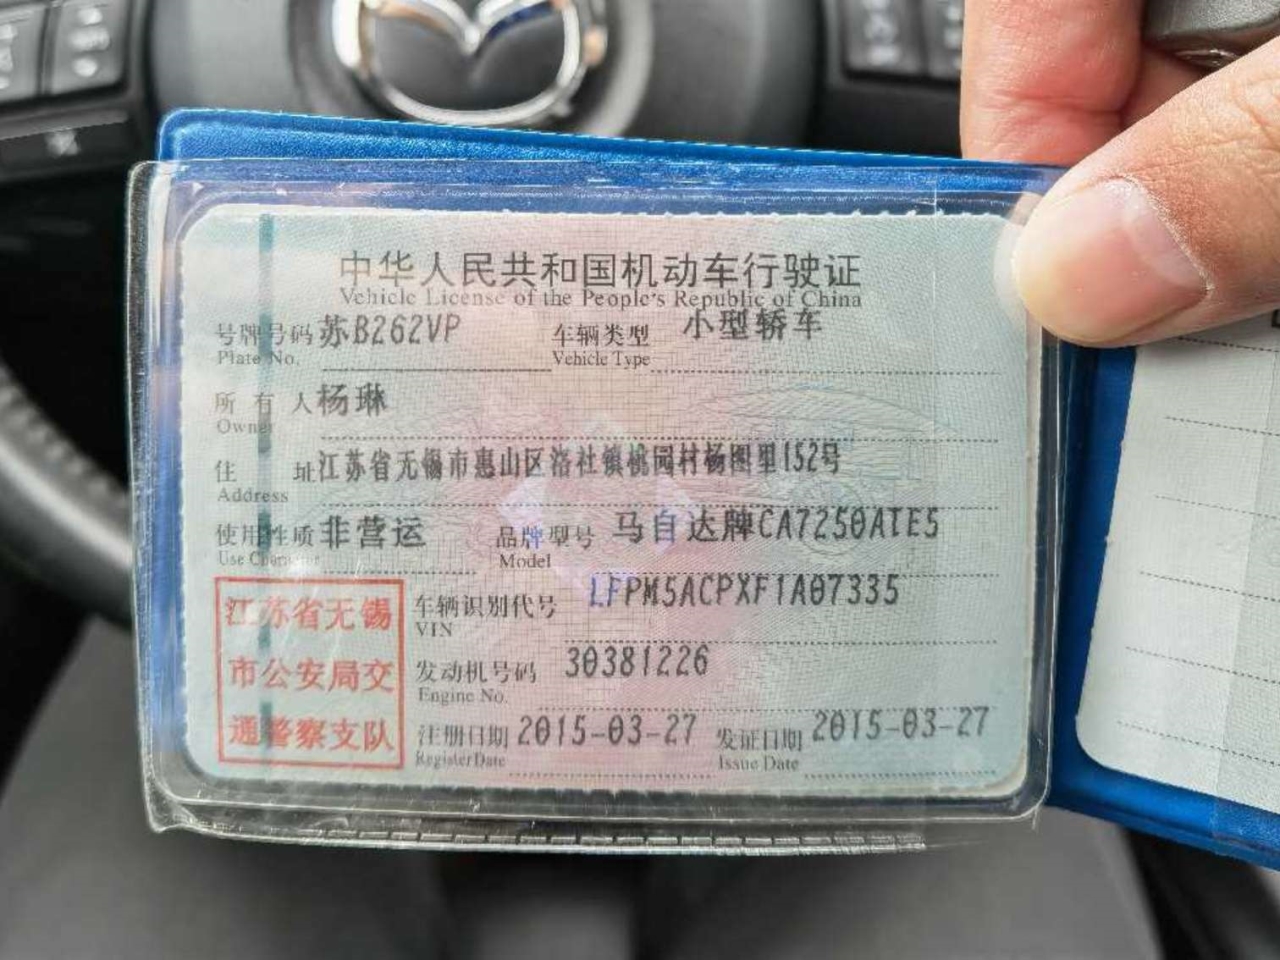 中华人民共和国机动车行驶证
Vehicle License of the People's Republic of China
号牌号码 苏B262VP 车辆类型 小型轿车
Plate No. Vehicle Type
所有人 杨琳
Owner
住址 江苏省无锡市惠山区洛社镇桃园村杨图里152号
Address
使用性质 非营运 品牌型号 马自达牌CA7250ATE5
Use Character Model
车辆识别代号 LFPM5ACPXF1A07335
VIN
发动机号码 30381226
Engine No.
注册日期 2015-03-27 发证日期 2015-03-27
Register Date Issue Date
江苏省无锡
市公安局交
通警察支队